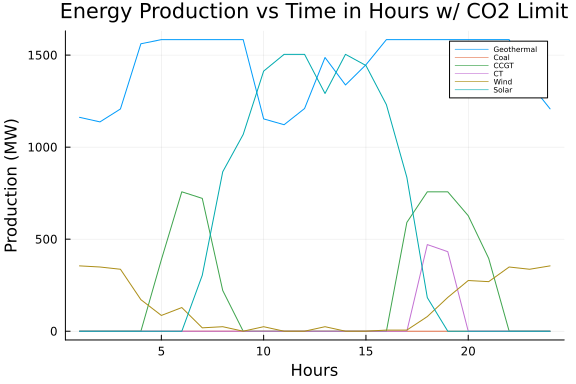 Energy Production vs Time in Hours w/ CO2 Limit
Production (MW)
1500
1000
500
0
5
10
15
20
Hours
Geothermal
Coal
CCGT
CT
Wind
Solar